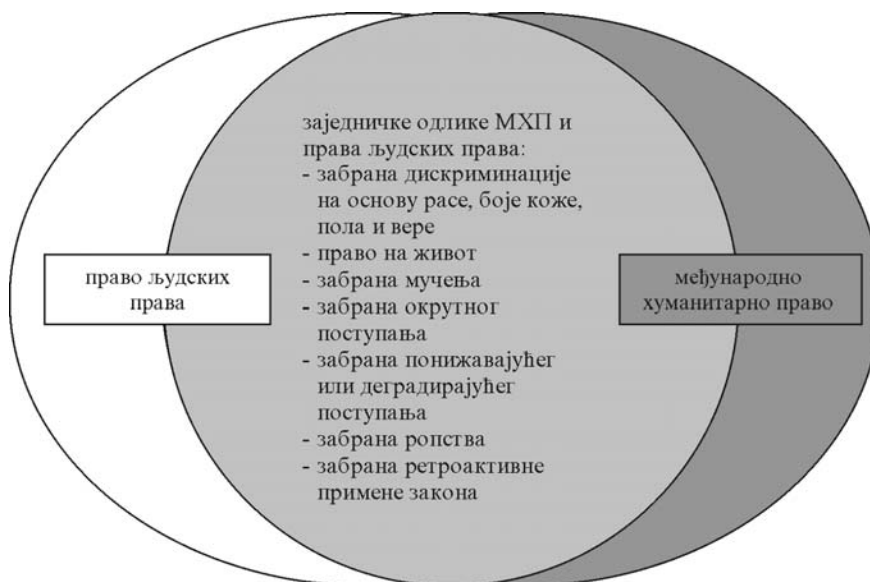 заједничке одлике МХП и
права људских права:
- забрана дискриминације
на основу расе, боје коже,
пола и вере
- право на живот
- забрана мучења
- забрана окрутног
поступања
- забрана понижавајућег
или деградирајућег
поступања
- забрана ропства
- забрана ретроактивне
примене закона
право људских
права
међународно
хуманитарно право